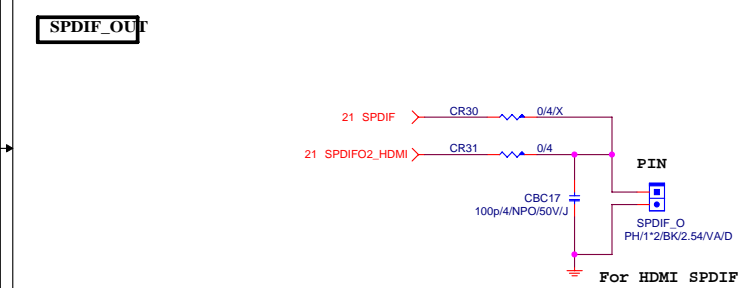 SPDIF_OUT
21 SPDIF CR30 0/4/X
21 SPDIFO2_HDMI CR31 0/4
PIN
CBC17
100p/4/NPO/50V/J
SPDIF_O
PH/1*2/BK/2.54/VA/D
For HDMI SPDIF